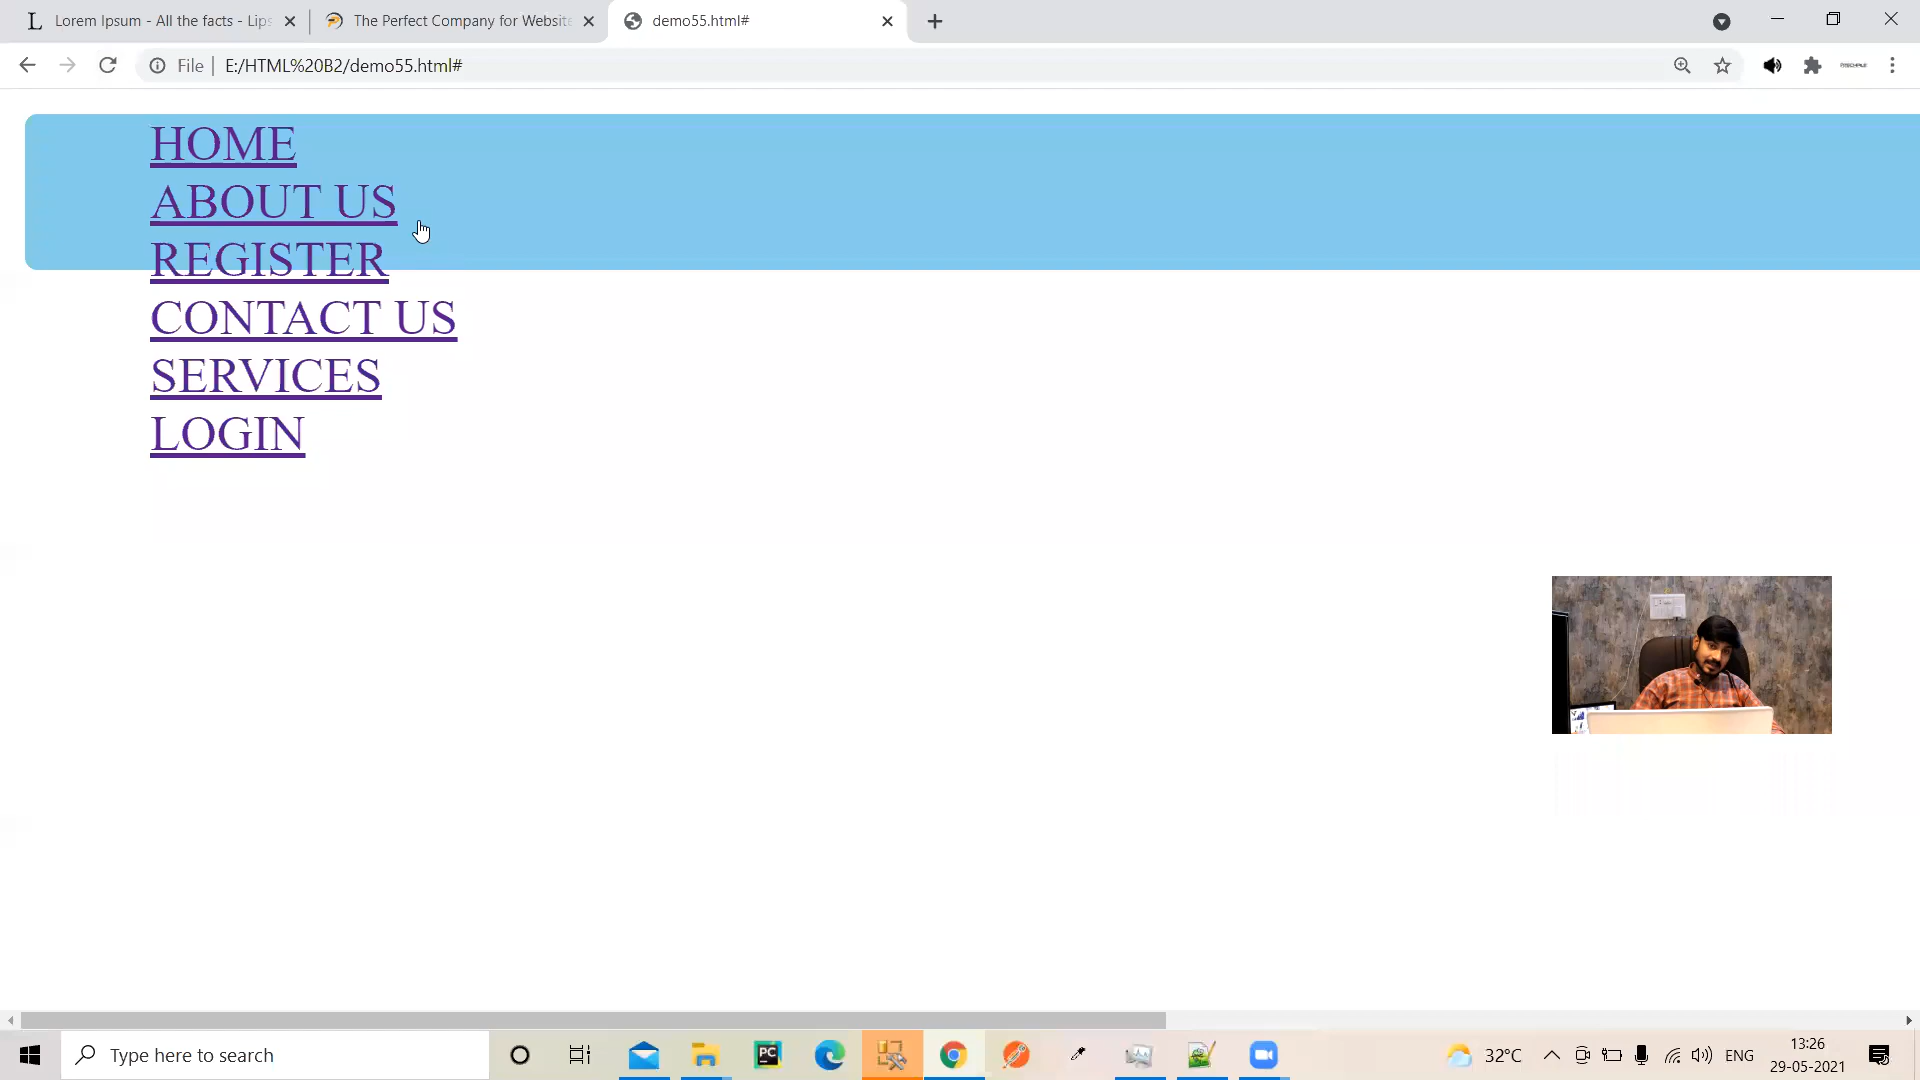 Lorem Ipsum - All the facts - Lips
The Perfect Company for Website
demo55.html#
File
E:/HTML%20B2/demo55.html#
HOME
ABOUT US
REGISTER
CONTACT US
SERVICES
LOGIN
Type here to search
32°C
ENG
13:26
29-05-2021